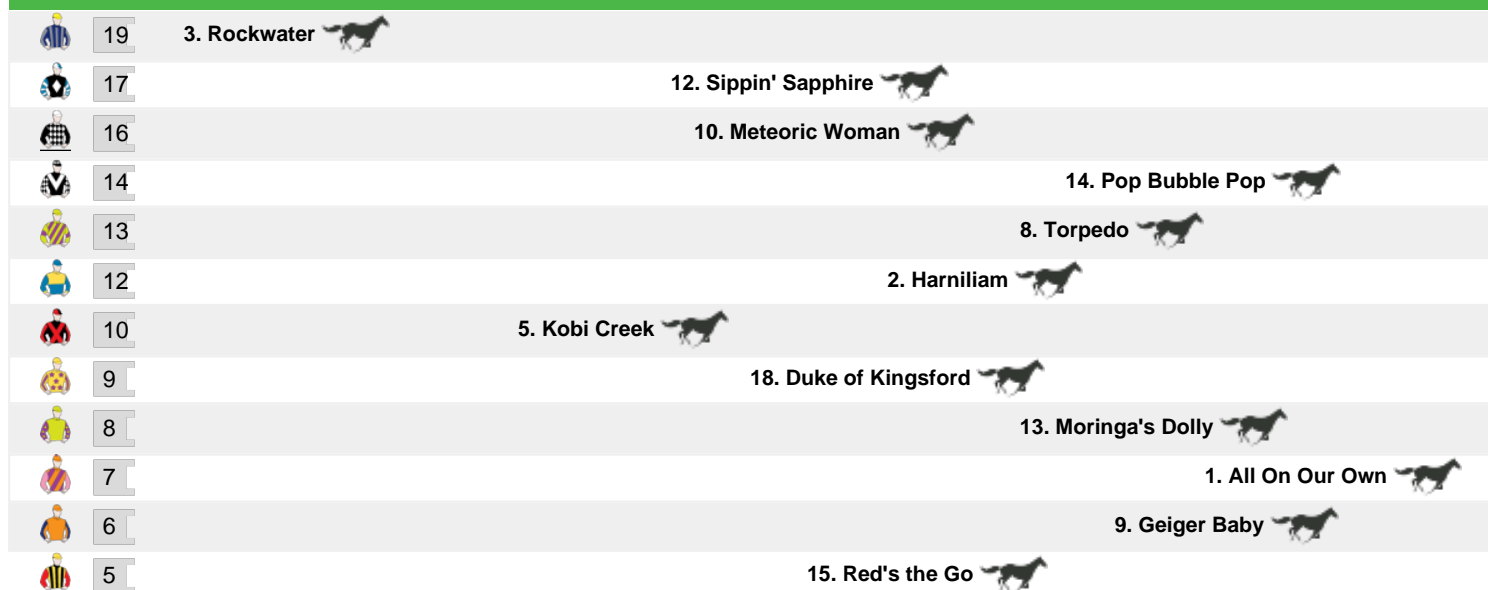 19 3. Rockwater
17 12. Sippin' Sapphire
16 10. Meteoric Woman
14 14. Pop Bubble Pop
13 8. Torpedo
12 2. Harniliam
10 5. Kobi Creek
9 18. Duke of Kingsford
8 13. Moringa's Dolly
7 1. All On Our Own
6 9. Geiger Baby
5 15. Red's the Go